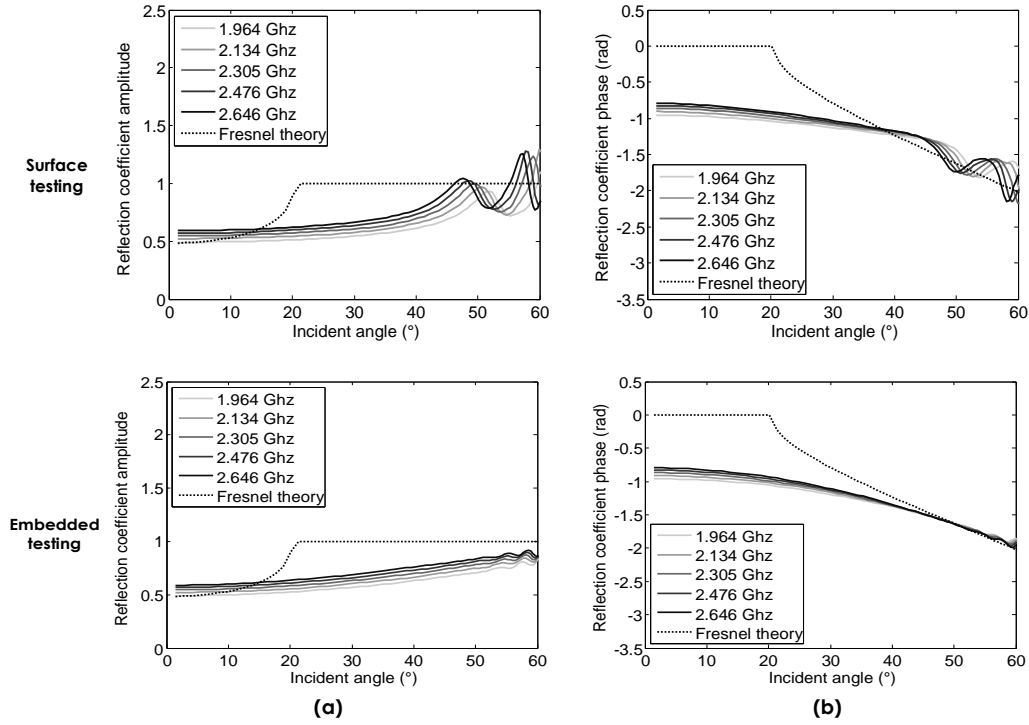 Surface
testing
Reflection coefficient amplitude
2.5
2
1.5
1
0.5
0
1.964 Ghz
2.134 GHz
2.305 GHz
2.476 GHz
2.646 GHz
Fresnel theory
0 10 20 30 40 50 60
Incident angle (°)
Reflection coefficient phase (rad)
0.5
0
-0.5
-1
-1.5
-2
-2.5
-3
-3.5
1.964 GHz
2.134 GHz
2.305 GHz
2.476 GHz
2.646 GHz
Fresnel theory
0 10 20 30 40 50 60
Incident angle (°)
Embedded
testing
Reflection coefficient amplitude
2.5
2
1.5
1
0.5
0
1.964 Ghz
2.134 Ghz
2.305 Ghz
2.476 Ghz
2.646 Ghz
Fresnel theory
0 10 20 30 40 50 60
Incident angle (°)
(a)
Reflection coefficient phase (rad)
0.5
0
-0.5
-1
-1.5
-2
-2.5
-3
-3.5
1.964 Ghz
2.134 Ghz
2.305 Ghz
2.476 Ghz
2.646 Ghz
Fresnel theory
0 10 20 30 40 50 60
Incident angle (°)
(b)